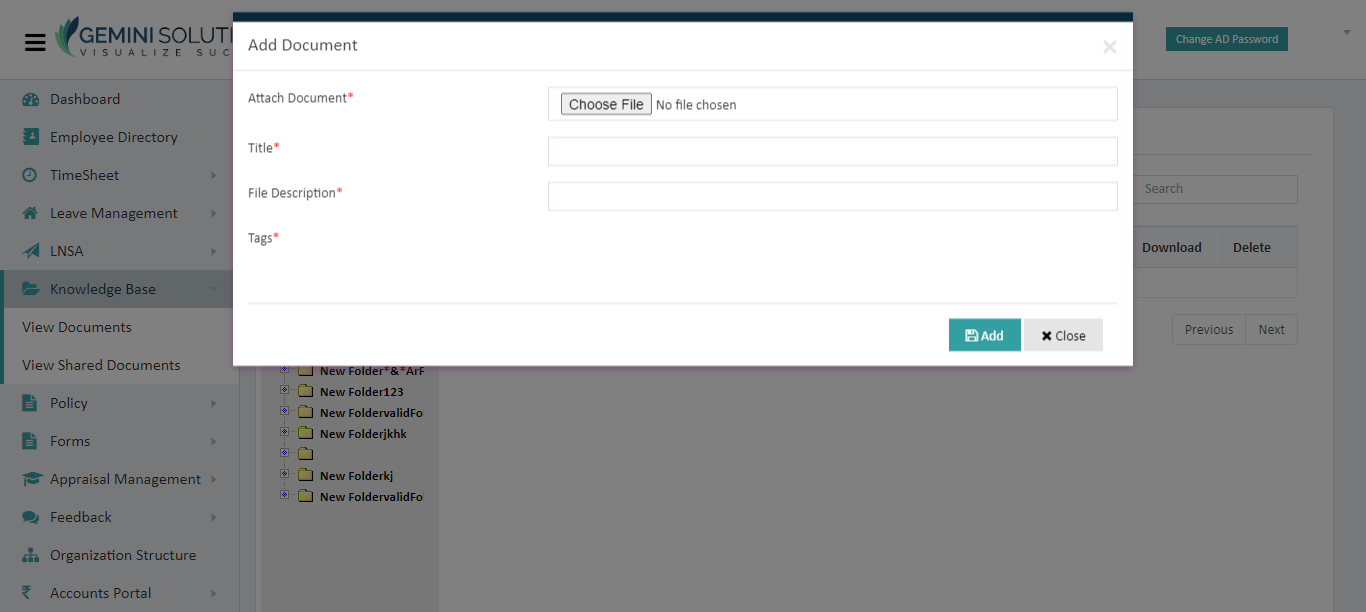 GEMINI SOLUTI
VISUALIZE SUC
Change AD Password
Add Document
×
Attach Document*
Choose File No file chosen
Title*
File Description*
Tags*
Add
Close
Dashboard
Employee Directory
TimeSheet
Leave Management
LNSA
Knowledge Base
View Documents
View Shared Documents
Policy
Forms
Appraisal Management
Feedback
Organization Structure
Accounts Portal
Search
Download Delete
Previous Next
New Folder*&*ArF
New Folder123
New FoldervalidFo
New Folderjkhk
New Folderkj
New FoldervalidFo